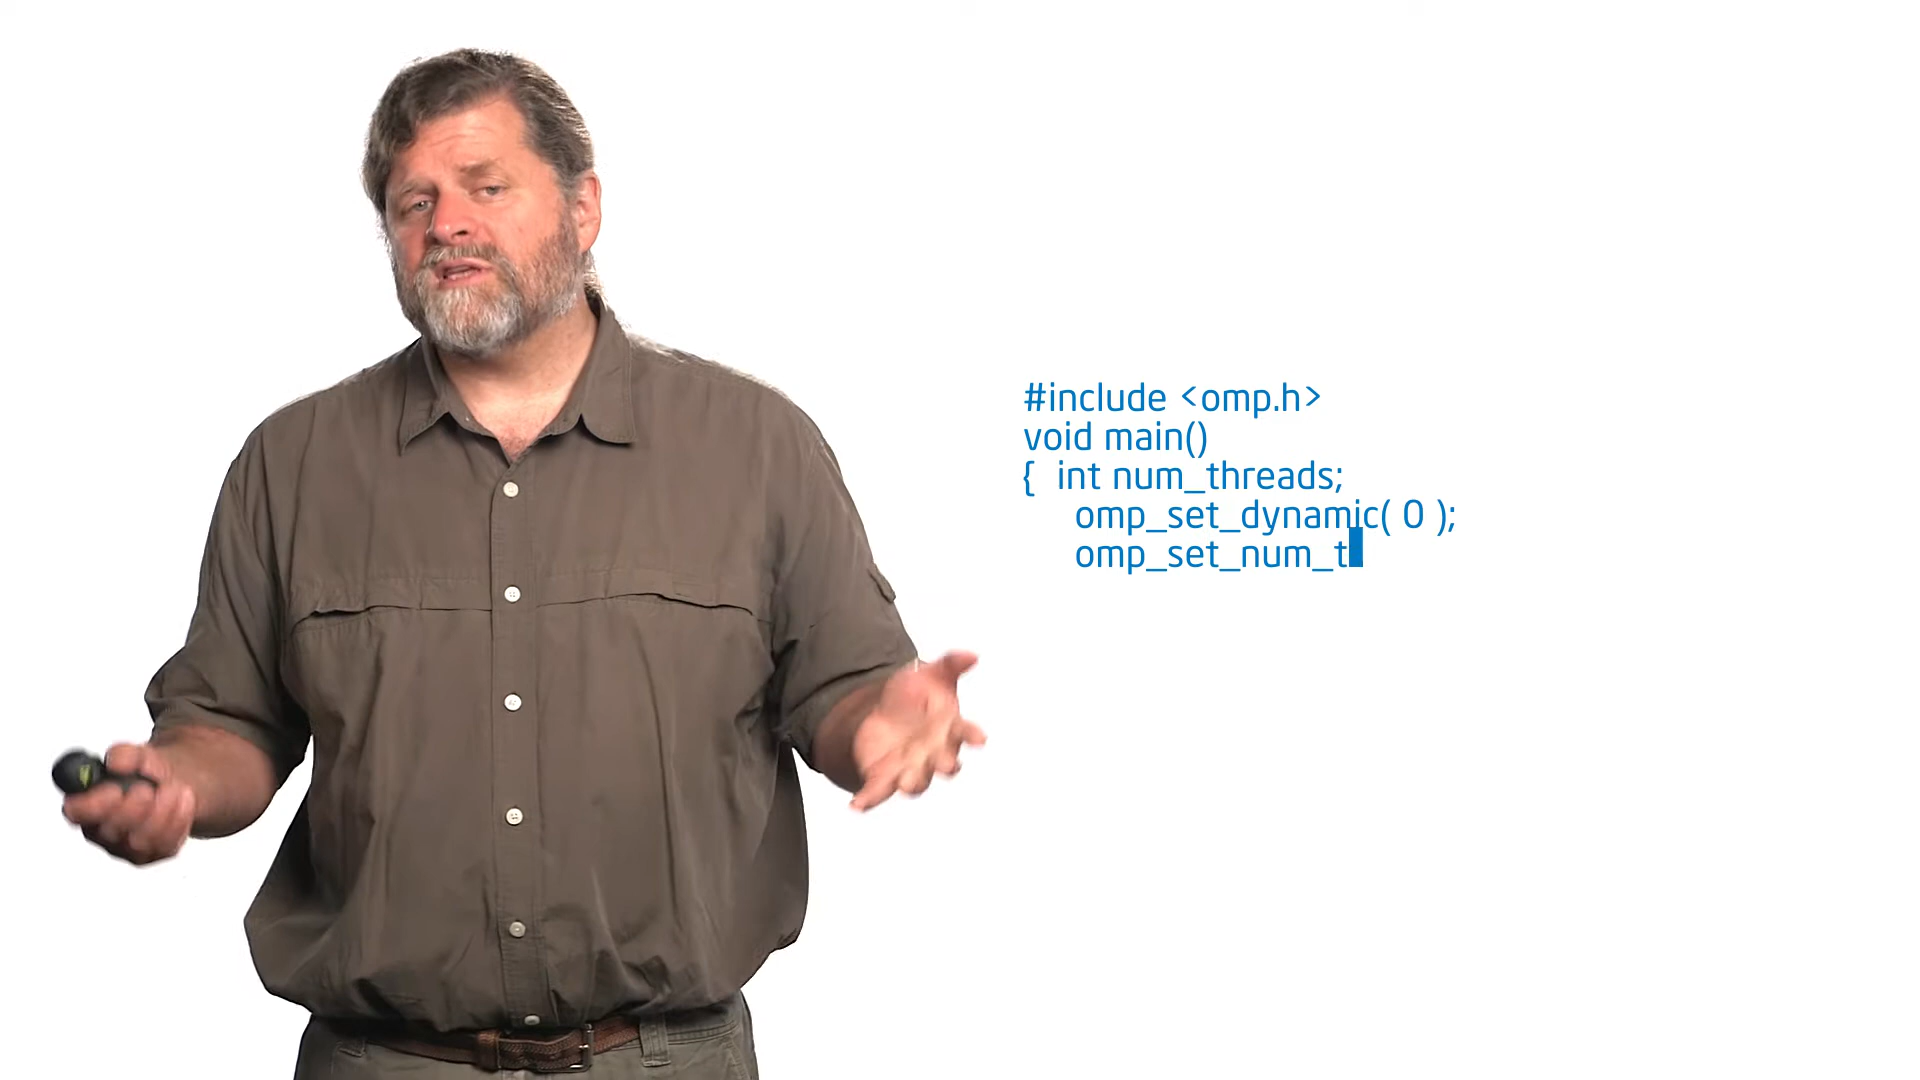 #include <omp.h>
void main()
{ int num_threads;
omp_set_dynamic( 0 );
omp_set_num_t